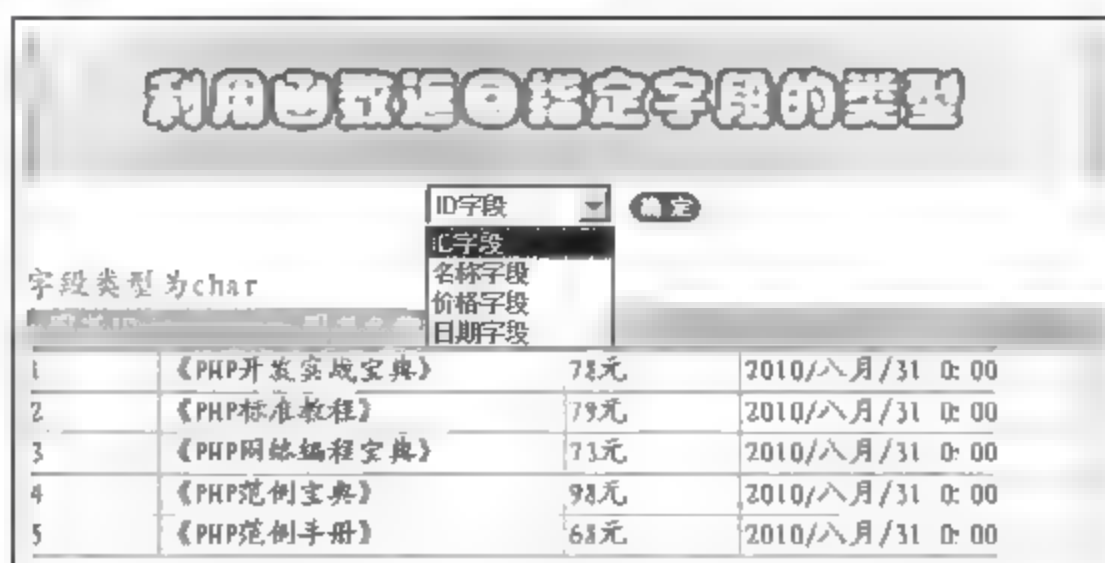 利用函数返回指定字段的类型
ID字段 确定
ID字段
名称字段
字段类型为char
价格字段
日期字段
1 《PHP开发实战宝典》 78元 2010/八月/31 0:00
2 《PHP标准教程》 79元 2010/八月/31 0:00
3 《PHP网络编程宝典》 73元 2010/八月/31 0:00
4 《PHP范例宝典》 98元 2010/八月/31 0:00
5 《PHP范例手册》 68元 2010/八月/31 0:00